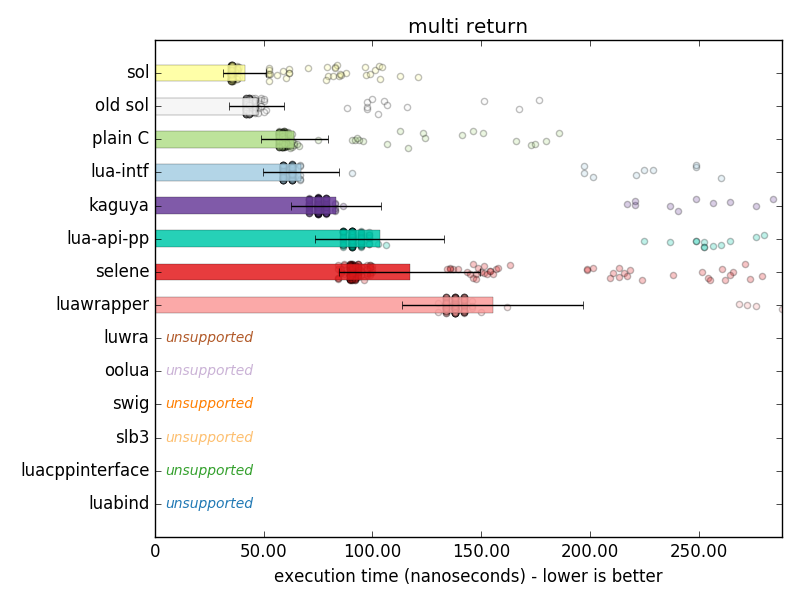 multi return
sol
old sol
plain C
lua-intf
kaguya
lua-api-pp
selene
luawrapper
luwra unsupported
oolua unsupported
swig unsupported
slb3 unsupported
luacppinterface unsupported
luabind unsupported
0 50.00 100.00 150.00 200.00 250.00
execution time (nanoseconds) - lower is better